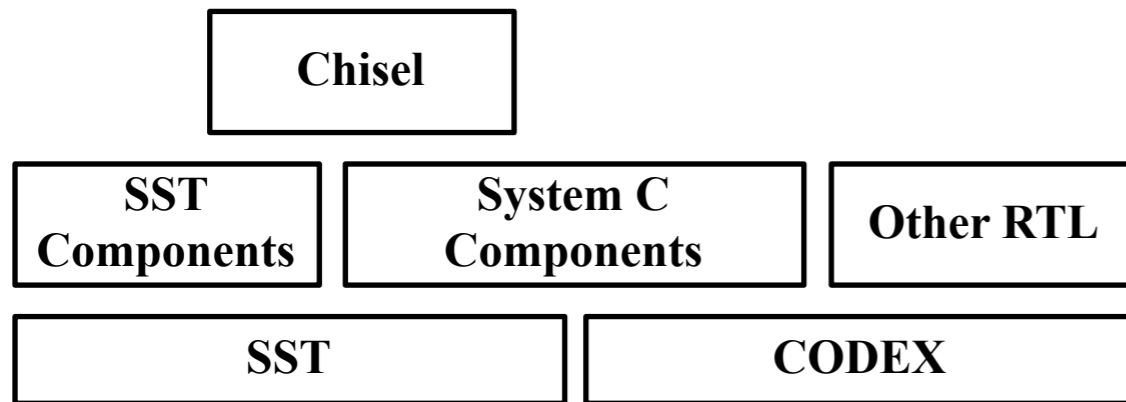 Chisel
SST
Components
System C
Components
Other RTL
SST
CODEX